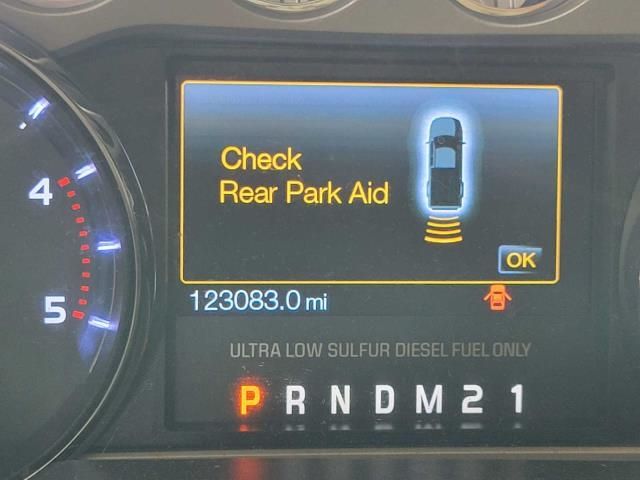 Check
Rear Park Aid
OK
4
5
123083.0 mi
ULTRA LOW SULFUR DIESEL FUEL ONLY
P R N D M 2 1